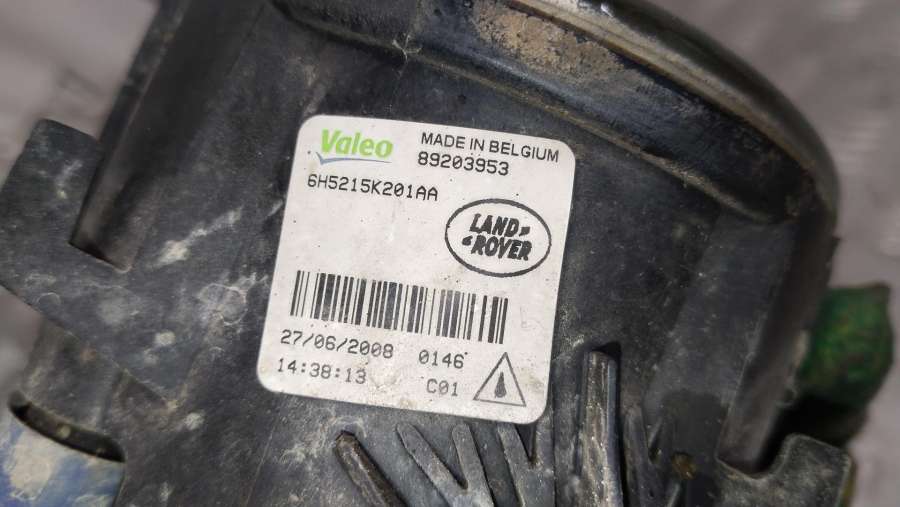 Valeo
MADE IN BELGIUM
89203953
6H5215K201AA
LAND
ROVER
27/06/2008 0146
14:38:13 C01